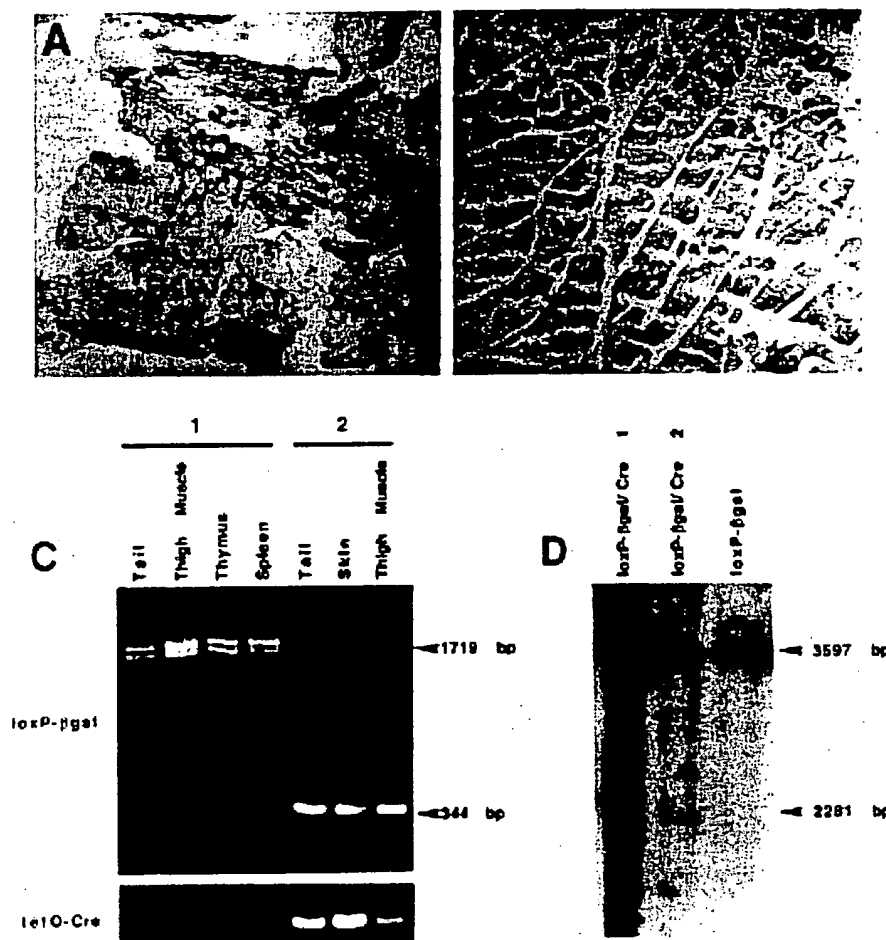 A
1 2
Tail
Thigh Muscle
Thymus
Spleen
Tail
Skin
Thigh Muscle
C
1719 bp
loxP-βgal
344 bp
tetO-Cre
loxP-βgal/Cre 1
loxP-βgal/Cre 2
loxP-βgal
D
3597 bp
2281 bp